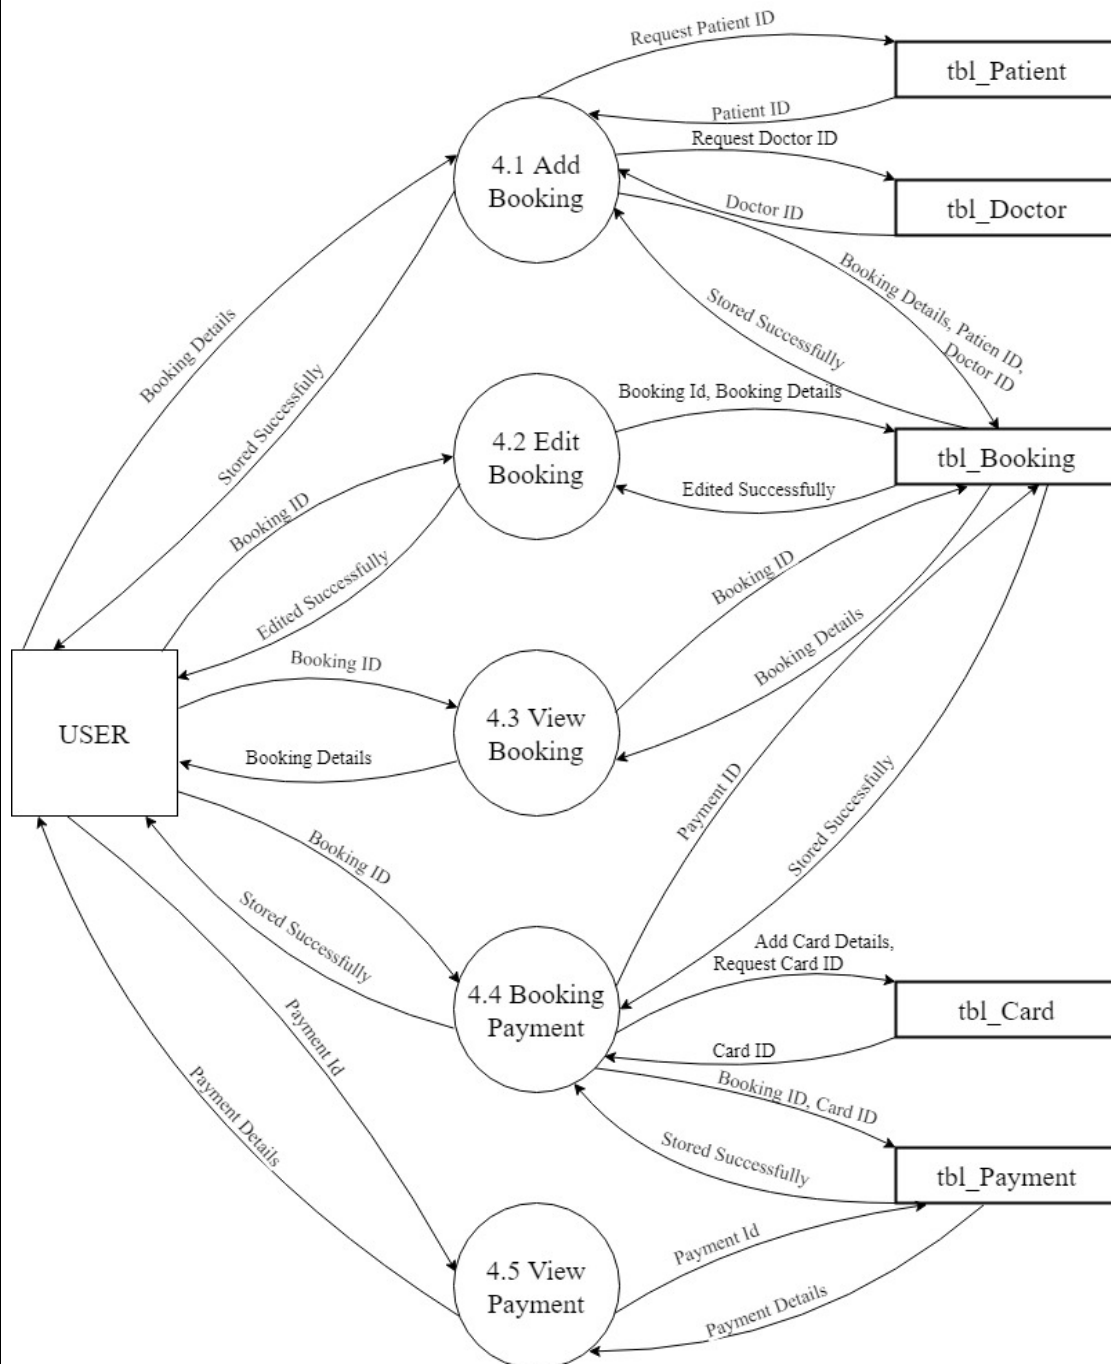 Request Patient ID
tbl_Patient
Patient ID
Request Doctor ID
4.1 Add
Booking
tbl_Doctor
Doctor ID
Booking Details, Patien ID,
Doctor ID
Stored Successfully
Booking Details
Stored Successfully
Booking Id, Booking Details
4.2 Edit
Booking
tbl_Booking
Edited Successfully
Booking ID
Edited Successfully
Booking ID
Booking ID
Booking Details
4.3 View
Booking
USER
Booking Details
Payment ID
Stored Successfully
Booking ID
Stored Successfully
Add Card Details,
Request Card ID
4.4 Booking
Payment
tbl_Card
Card ID
Payment Id
Booking ID, Card ID
Payment Details
Stored Successfully
tbl_Payment
Payment Id
4.5 View
Payment
Payment Details